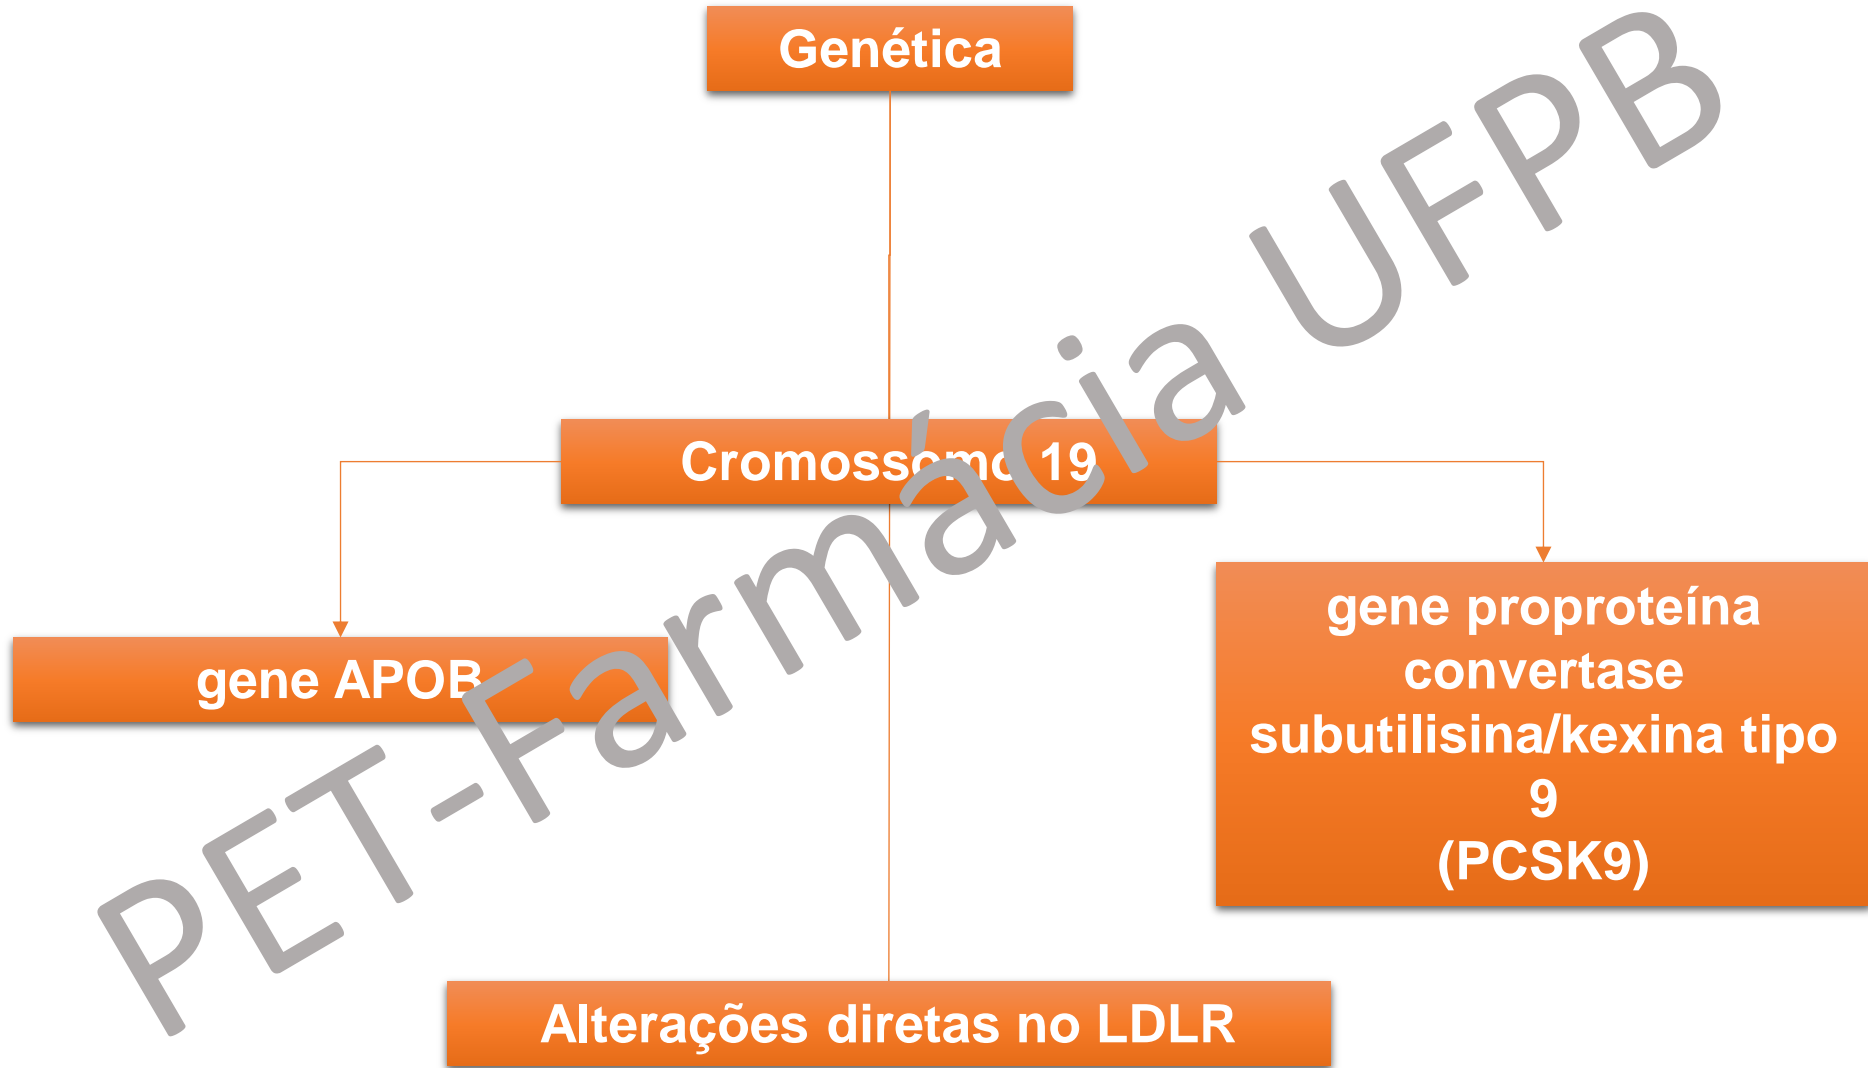 Genética
Cromossomo 19
gene APOB
gene proproteína
convertase
subutilisina/kexina tipo
9
(PCSK9)
Alterações diretas no LDLR
PET-Farmácia UFPB